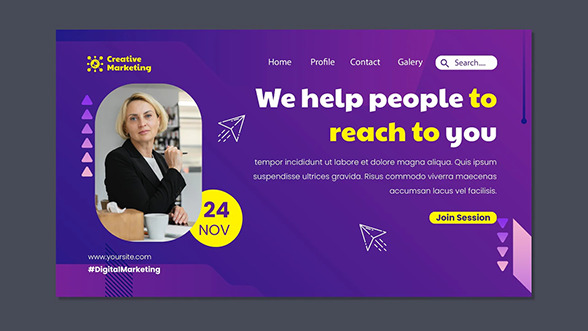 Creative
Marketing
Home Profile Contact Galery Search....
We help people to
reach to you
tempor incididunt ut labore et dolore magna aliqua. Quis ipsum
suspendisse ultrices gravida. Risus commodo viverra maecenas
accumsan lacus vel facilisis.
Join Session
24
NOV
www.yoursite.com
#DigitalMarketing